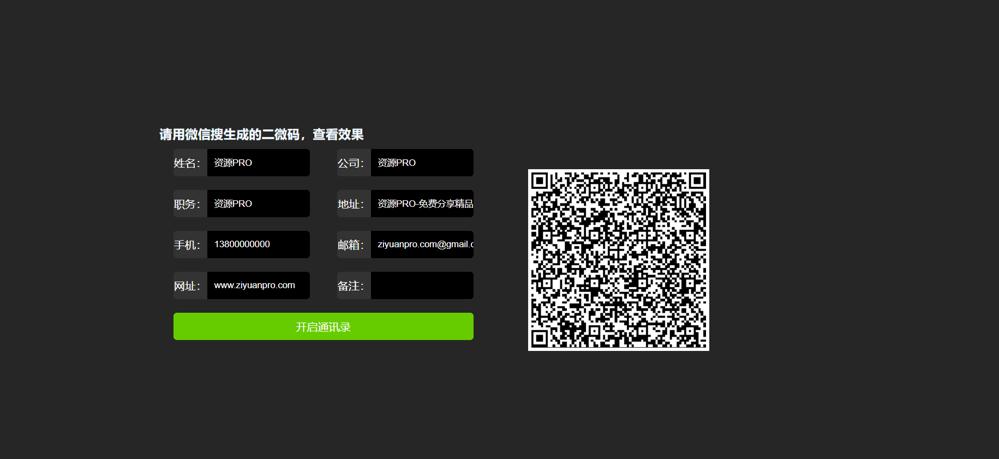 请用微信搜生成的二微码，查看效果
姓名： 资源PRO 公司： 资源PRO
职务： 资源PRO 地址： 资源PRO-免费分享精品
手机： 13800000000 邮箱： ziyuanpro.com@gmail.c
网址： www.ziyuanpro.com 备注：
开启通讯录